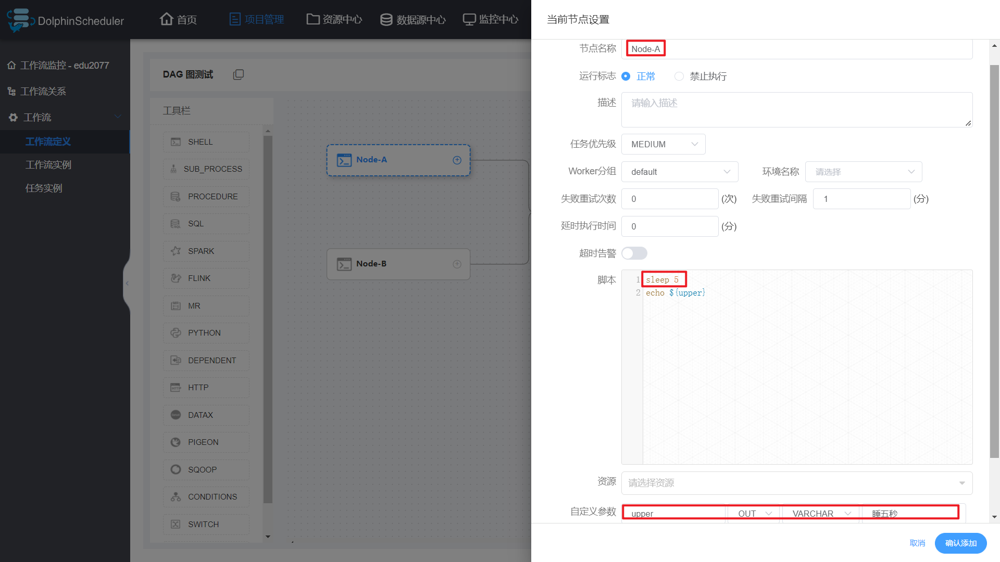 DolphinScheduler
首页
项目管理
资源中心
数据源中心
监控中心
工作流监控 - edu2077
工作流关系
工作流
工作流定义
工作流实例
任务实例
DAG 图测试
工具栏
SHELL
SUB_PROCESS
PROCEDURE
SQL
SPARK
FLINK
MR
PYTHON
DEPENDENT
HTTP
DATAX
PIGEON
SQOOP
CONDITIONS
SWITCH
Node-A
Node-B
当前节点设置
节点名称 Node-A
运行标志 正常 禁止执行
描述 请输入描述
任务优先级 MEDIUM
Worker分组 default 环境名称 请选择
失败重试次数 0 (次) 失败重试间隔 1 (分)
延时执行时间 0 (分)
超时告警
脚本 1 sleep 5
2 echo ${upper}
资源 请选择资源
自定义参数 upper OUT VARCHAR 睡五秒
取消 确认添加